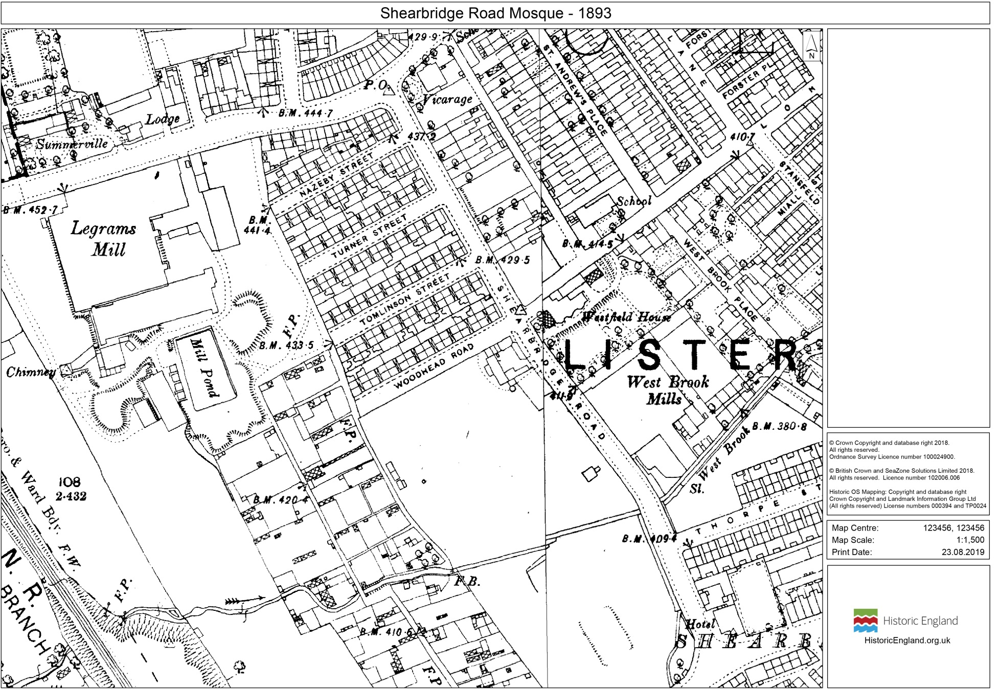 Shearbridge Road Mosque - 1893
429·9
ST ANDREW'S PLACE
LANE
FORST
FORSTER PL
N
P.O.
Vicarage
B.M. 444·7
Lodge
Summerville
437·2
410·7
NAZEBY STREET
STANSFELD
MIALL
B.M. 452·7
Legrams
Mill
B.M.
441·4
School
TURNER STREET
B.M. 414·5
WEST BROOK PLACE
B.M. 429·5
TOMLINSON STREET
SHEARBRIDGE ROAD
Westfield House
F.P.
B.M. 433·5
Mill Pond
WOODHEAD ROAD
LISTER
Chimney
West Brook
Mills
411·9
B.M. 380·8
F.P.
West Brook
Sl.
108
2·432
& Ward Bdy.
F.W.
B.M. 420·4
THORPE ST
B.M. 409·4
N. R.
BRANCH
F.P.
F.B.
B.M. 410·6
Hotel
SHEARB
F.P
© Crown Copyright and database right 2018.
All rights reserved.
Ordnance Survey Licence number 100024900.
© British Crown and SeaZone Solutions Limited 2018.
All rights reserved. Licence number 102006.006
Historic OS Mapping: Copyright and database right
Crown Copyright and Landmark Information Group Ltd
(All rights reserved) License numbers 000394 and TP0024
Map Centre: 123456, 123456
Map Scale: 1:1,500
Print Date: 23.08.2019
Historic England
HistoricEngland.org.uk